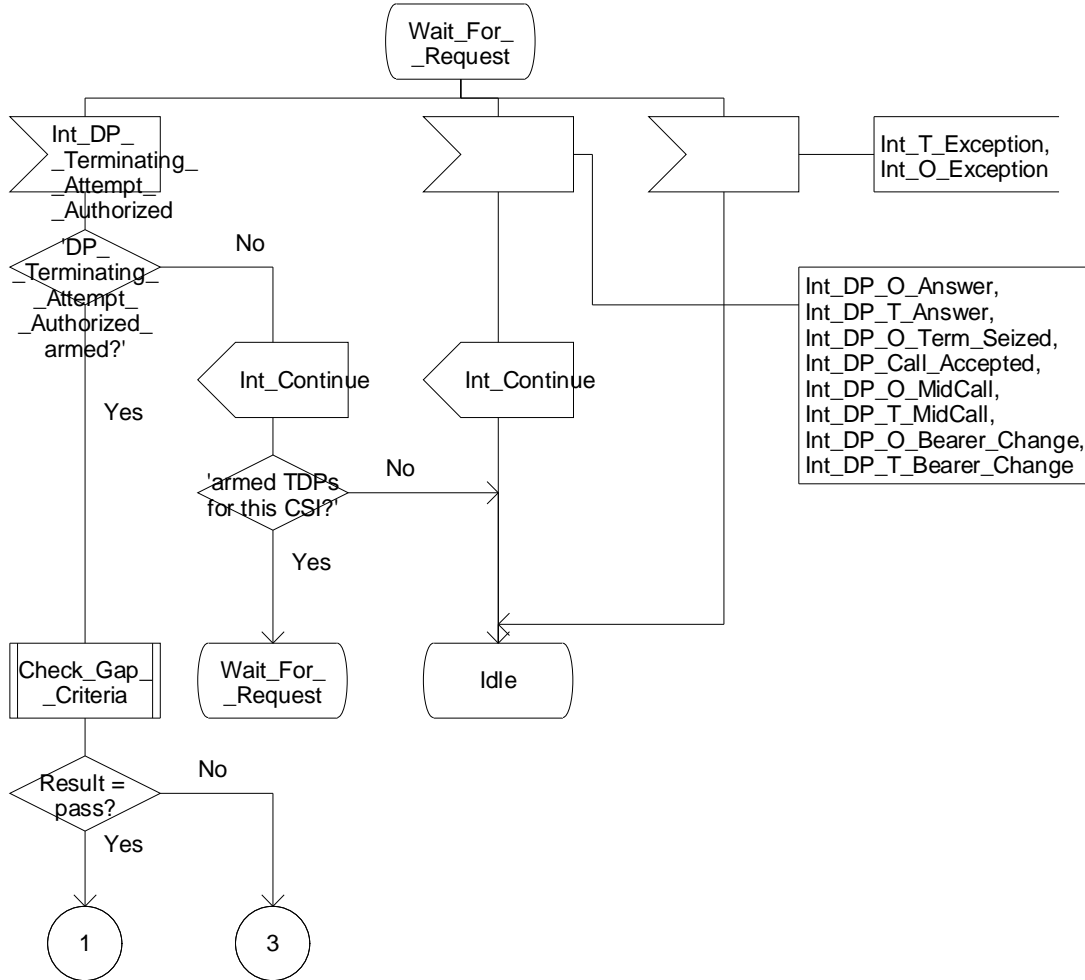 Wait_For_
_Request
Int_DP_
_Terminating_
_Attempt_
_Authorized
Int_T_Exception,
Int_O_Exception
'DP_
_Terminating_
_Attempt_
_Authorized_
armed?'
No
Int_DP_O_Answer,
Int_DP_T_Answer,
Int_DP_O_Term_Seized,
Int_DP_Call_Accepted,
Int_DP_O_MidCall,
Int_DP_T_MidCall,
Int_DP_O_Bearer_Change,
Int_DP_T_Bearer_Change
Int_Continue
Int_Continue
Yes
'armed TDPs
for this CSI?'
No
Yes
Check_Gap_
_Criteria
Wait_For_
_Request
Idle
Result =
pass?
No
Yes
1
3